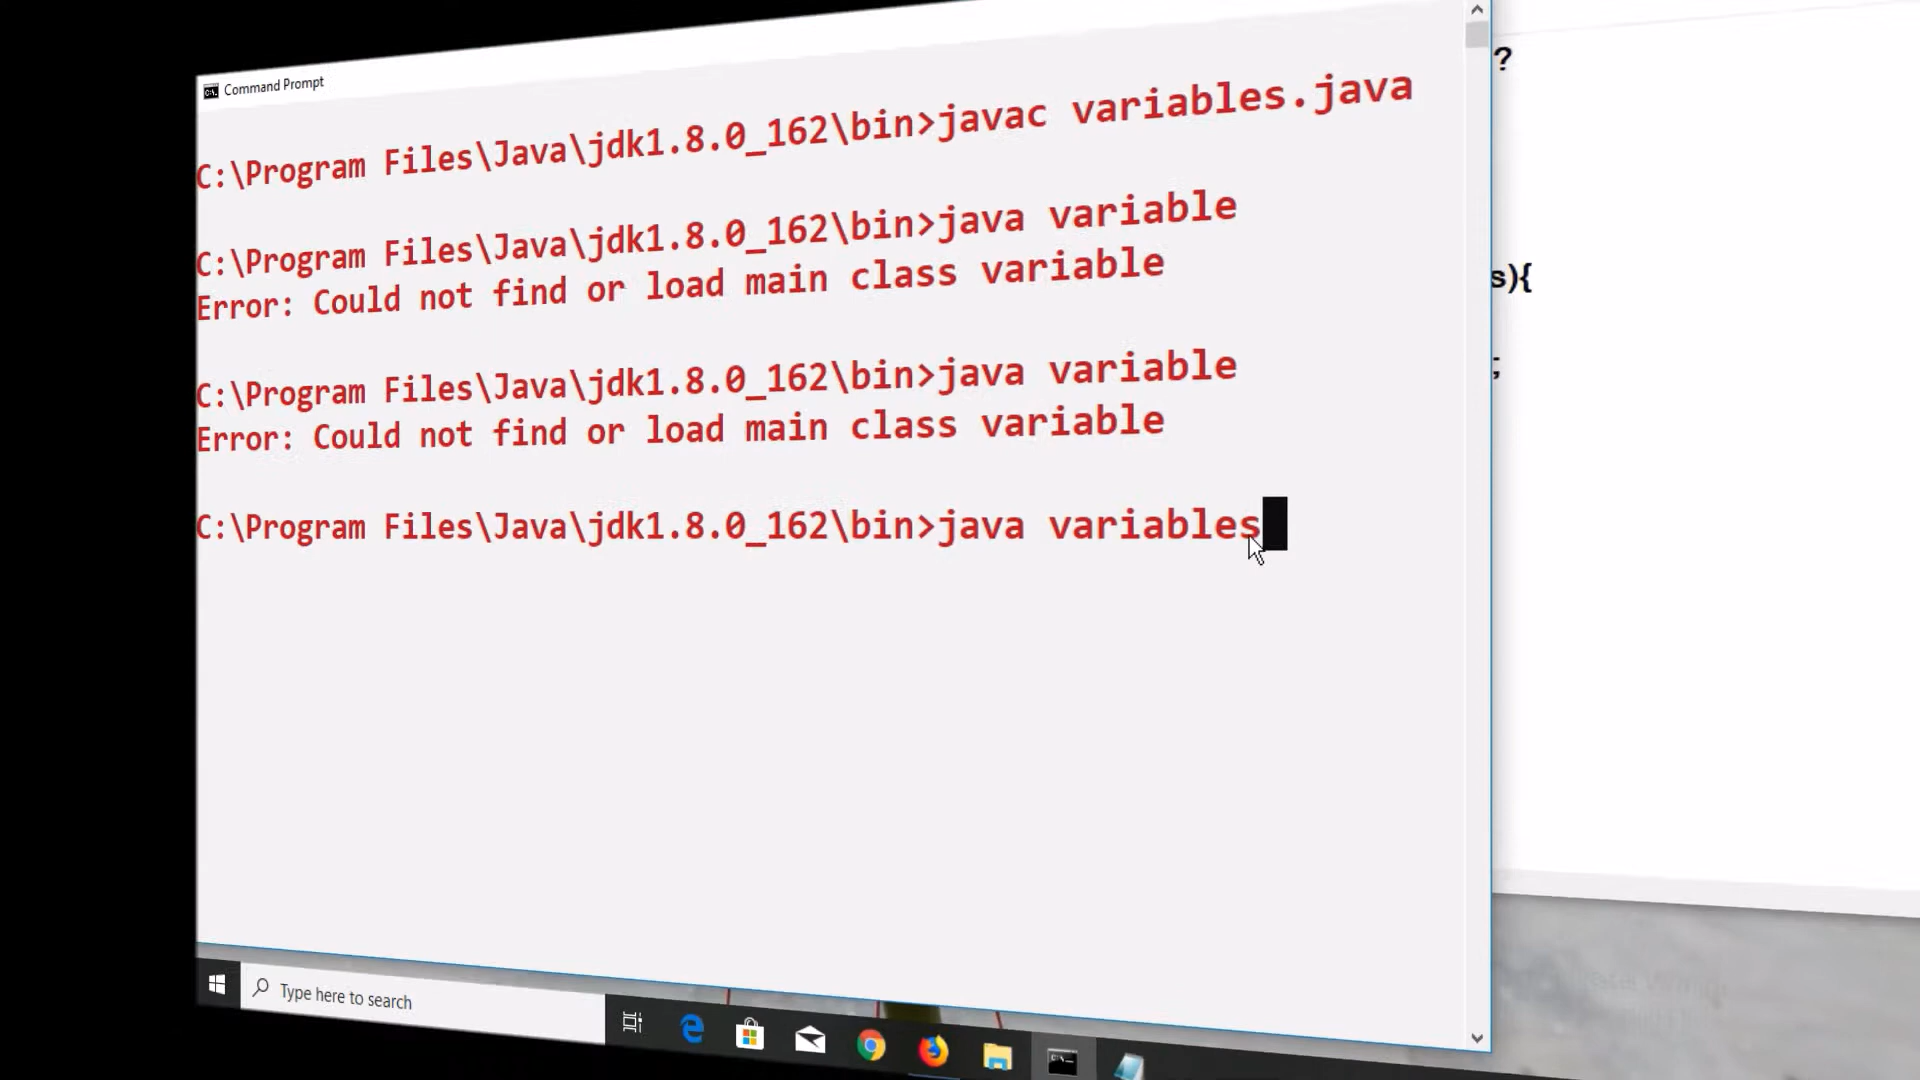 Command Prompt
C:\Program Files\Java\jdk1.8.0_162\bin>javac variables.java
C:\Program Files\Java\jdk1.8.0_162\bin>java variable
Error: Could not find or load main class variable
C:\Program Files\Java\jdk1.8.0_162\bin>java variable
Error: Could not find or load main class variable
C:\Program Files\Java\jdk1.8.0_162\bin>java variables
?
s){
;
Type here to search